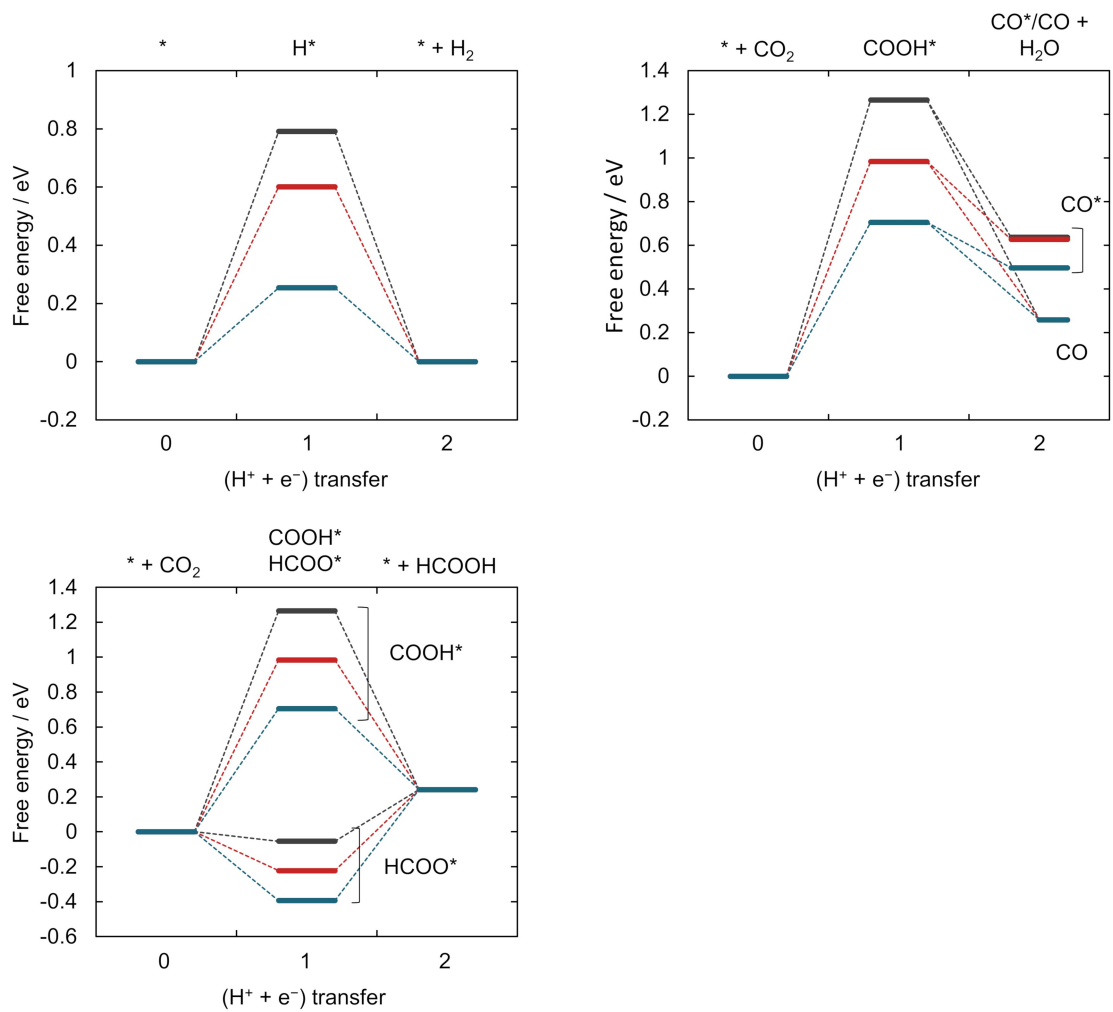 * H* * + H₂
1
0.8
0.6
0.4
0.2
0
-0.2
Free energy / eV
0 1 2
(H⁺ + e⁻) transfer
CO*/CO +
* + CO₂ COOH* H₂O
1.4
1.2
1
0.8
0.6
0.4
0.2
0
-0.2
Free energy / eV
CO*
CO
0 1 2
(H⁺ + e⁻) transfer
COOH*
* + CO₂ HCOO* * + HCOOH
1.4
1.2
1
0.8
0.6
0.4
0.2
0
-0.2
-0.4
-0.6
Free energy / eV
COOH*
HCOO*
0 1 2
(H⁺ + e⁻) transfer